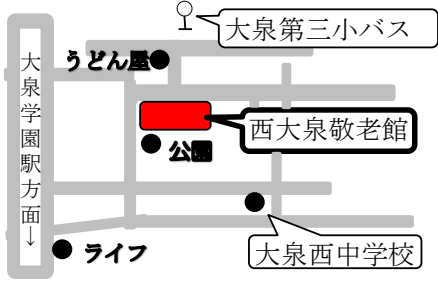 大泉第三小バス
うどん屋
大泉学園駅方面↓
西大泉敬老館
公園
大泉西中学校
ライフ